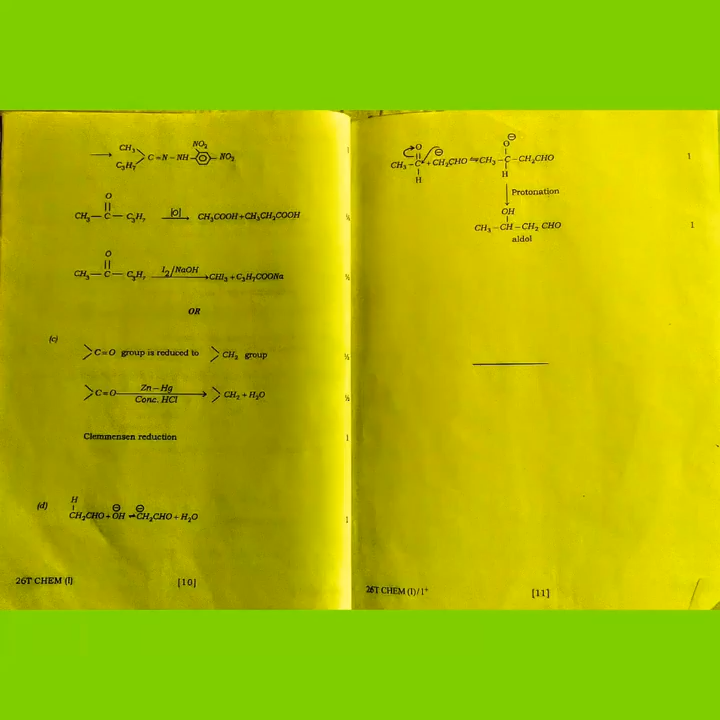 NO₂
CH₃
⟶ C=N–NH– –NO₂ 1
C₃H₇
O
||
CH₃–C–C₃H₇ [O]⟶ CH₃COOH+CH₃CH₂COOH ½
O
||
CH₃–C–C₃H₇ I₂/NaOH⟶ CHI₃+C₃H₇COONa ½
OR
(c)
>C=O group is reduced to >CH₂ group ½
>C=O Zn–Hg ⟶ >CH₂+H₂O ½
Conc. HCl
Clemmensen reduction 1
(d)
H
|
CH₂CHO+⊖OH⇌⊖CH₂CHO+H₂O 1
26T CHEM (I) [10]
O ⊖ ⊖O
|| |
CH₃–C+CH₂CHO⇌CH₃–C–CH₂CHO 1
| |
H H
↓ Protonation
OH
|
CH₃–CH–CH₂ CHO 1
aldol
26T CHEM (I)/1⁺ [11]